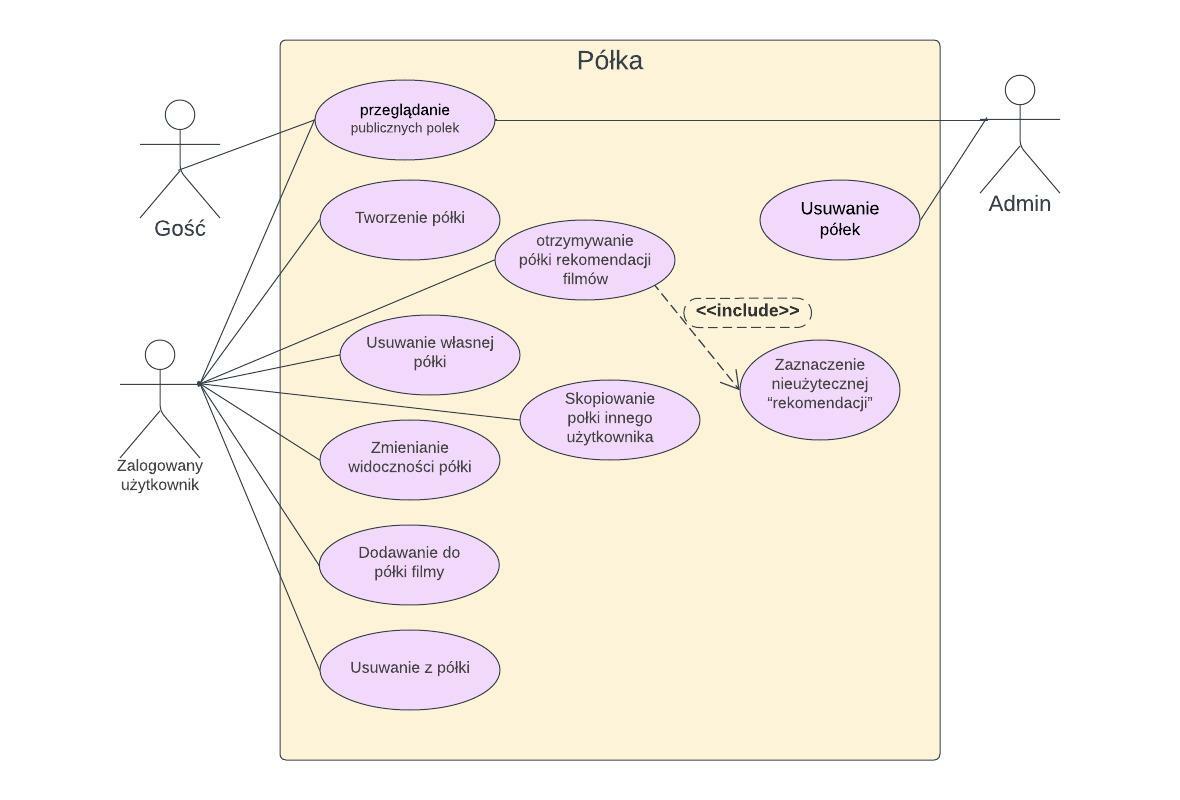 Półka
przeglądanie
publicznych polek
Gość
Admin
Tworzenie półki
Usuwanie
półek
otrzymywanie
półki rekomendacji
filmów
<<include>>
Usuwanie własnej
półki
Zaznaczenie
nieużytecznej
“rekomendacji”
Skopiowanie
półki innego
użytkownika
Zalogowany
użytkownik
Zmienianie
widoczności półki
Dodawanie do
półki filmy
Usuwanie z półki